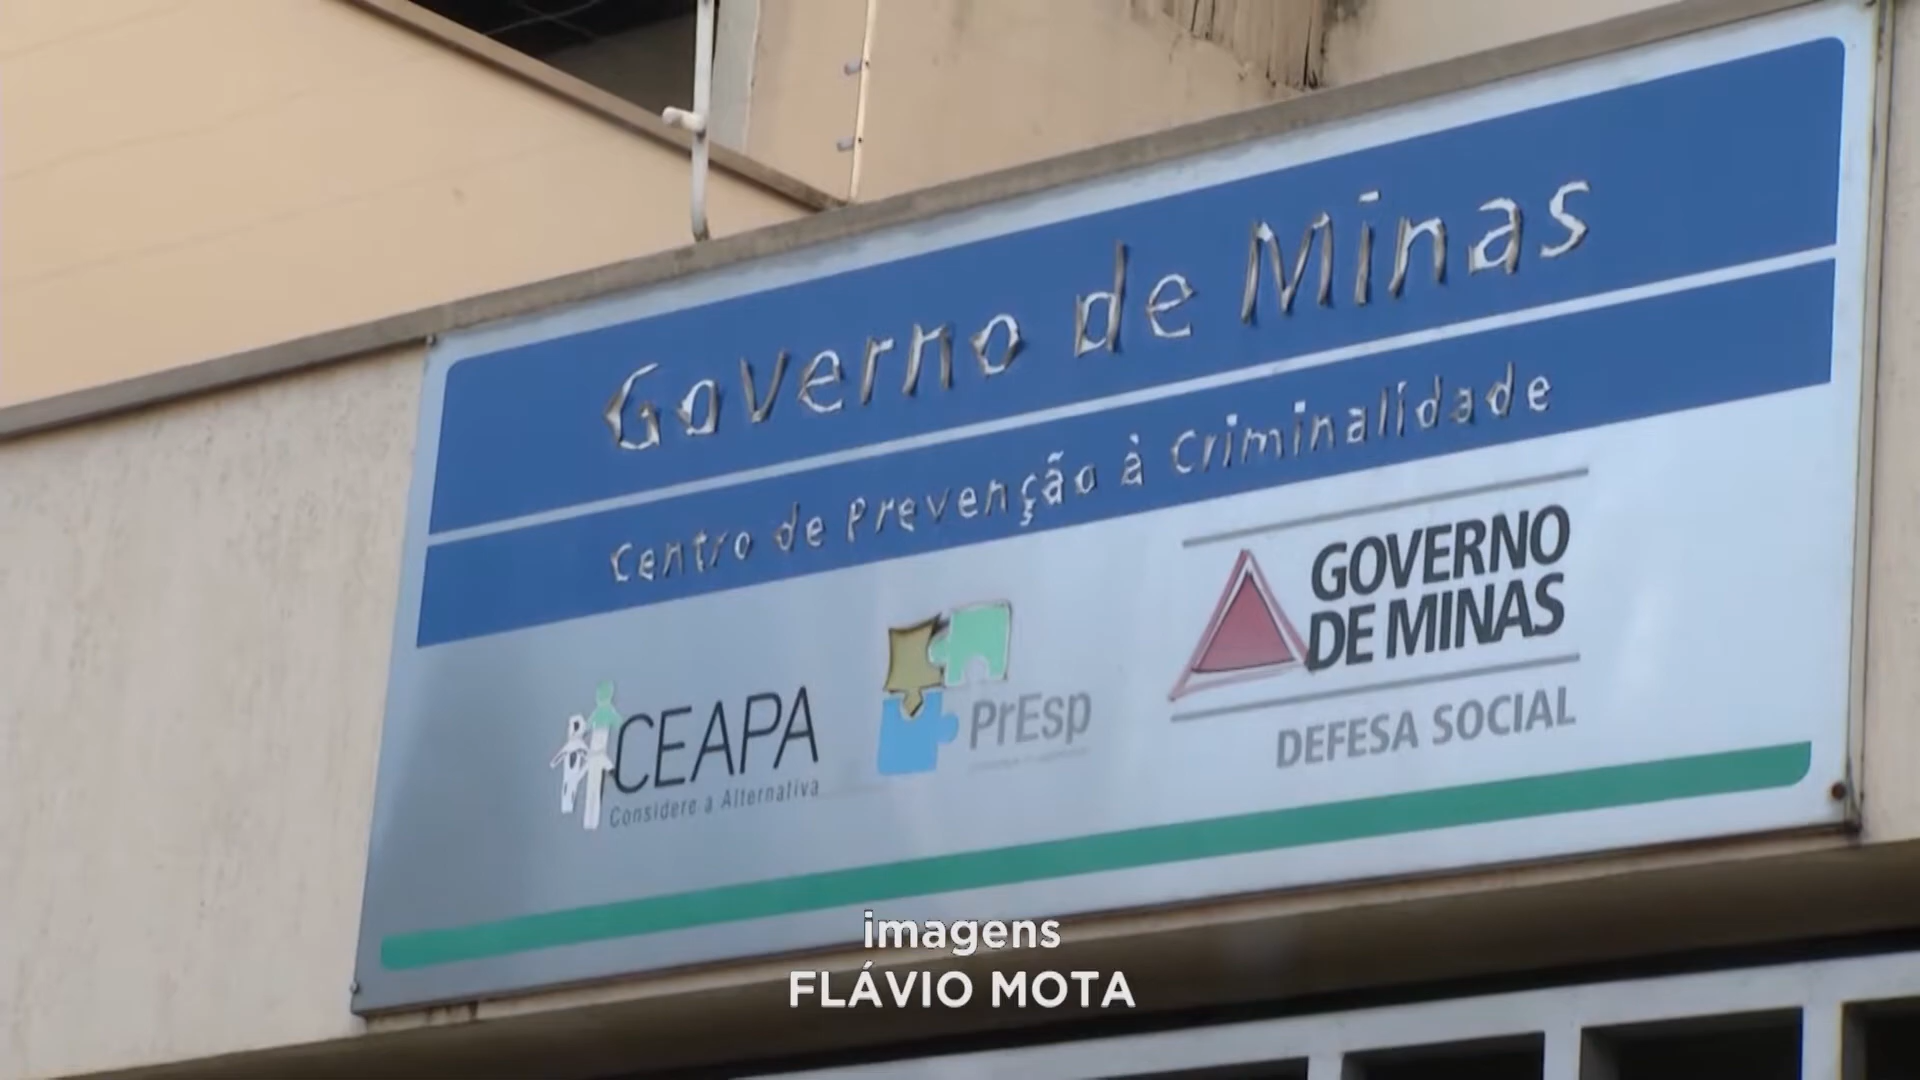 Governo de Minas
Centro de Prevenção à Criminalidade
CEAPA
Considere a Alternativa
PrEsp
GOVERNO
DE MINAS
DEFESA SOCIAL
imagens
FLÁVIO MOTA